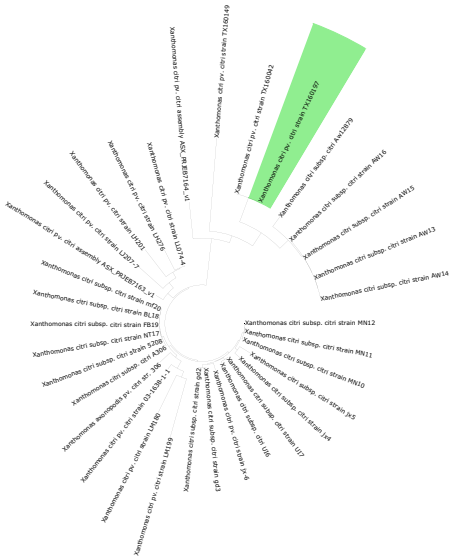 Xanthomonas citri pv. citri strain TX160149
Xanthomonas citri pv. citri strain TX160042
Xanthomonas citri pv. citri strain TX160197
Xanthomonas citri subsp. citri Aw12879
Xanthomonas citri subsp. citri strain AW16
Xanthomonas citri subsp. citri strain AW15
Xanthomonas citri subsp. citri strain AW13
Xanthomonas citri subsp. citri strain AW14
Xanthomonas citri subsp. citri strain MN12
Xanthomonas citri subsp. citri strain MN11
Xanthomonas citri subsp. citri strain MN10
Xanthomonas citri subsp. citri strain jx5
Xanthomonas citri subsp. citri strain jx4
Xanthomonas citri subsp. citri strain UI7
Xanthomonas citri subsp. citri UI6
Xanthomonas citri pv. citri strain jx-6
Xanthomonas citri subsp. citri strain gd3
Xanthomonas citri subsp. citri strain gd2
Xanthomonas citri pv. citri strain LM199
Xanthomonas citri pv. citri strain LM180
Xanthomonas citri pv. citri strain 03-1638-1-1
Xanthomonas axonopodis pv. citri str. 306
Xanthomonas citri subsp. citri A306
Xanthomonas citri subsp. citri strain 5208
Xanthomonas citri subsp. citri strain NT17
Xanthomonas citri subsp. citri strain FB19
Xanthomonas citri subsp. citri strain BL18
Xanthomonas citri subsp. citri strain mf20
Xanthomonas citri pv. citri assembly ASX_PRJEB7163_v1
Xanthomonas citri pv. citri strain LJ207-7
Xanthomonas citri pv. citri strain LH201
Xanthomonas citri pv. citri strain LH276
Xanthomonas citri pv. citri strain LL074-4
Xanthomonas citri pv. citri assembly ASX_PRJEB7164_v1